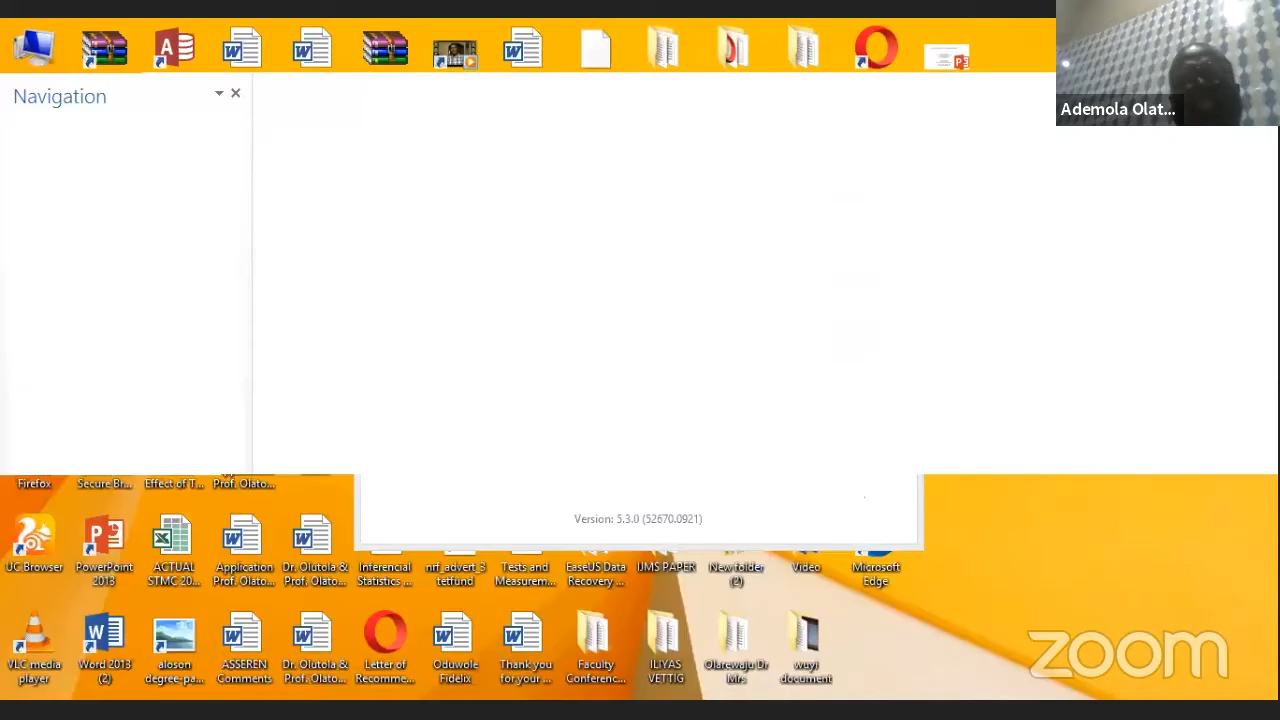 Navigation
Ademola Olat...
Firefox
Secure Br...
Effect of T...
Prof. Olato...
Version: 5.3.0 (52670.0921)
UC Browser
PowerPoint
2013
ACTUAL
STMC 20...
Application
Prof. Olato...
Dr. Olutola &
Prof. Olato...
Inferencial
Statistics ...
nrf_advert_3
tetfund
Tests and
Measurem...
EaseUS Data
Recovery ...
IJMS PAPER
New folder
(2)
Video
Microsoft
Edge
VLC media
player
Word 2013
(2)
aloson
degree-pa...
ASSEREN
Comments
Dr. Olutola &
Prof. Olato...
Letter of
Recomme...
Oduwole
Fidelix
Thank you
for your ...
Faculty
Conferenc...
ILIYAS
VETTIG
Olarewaju Dr
Mrs
wuyi
document
zoom